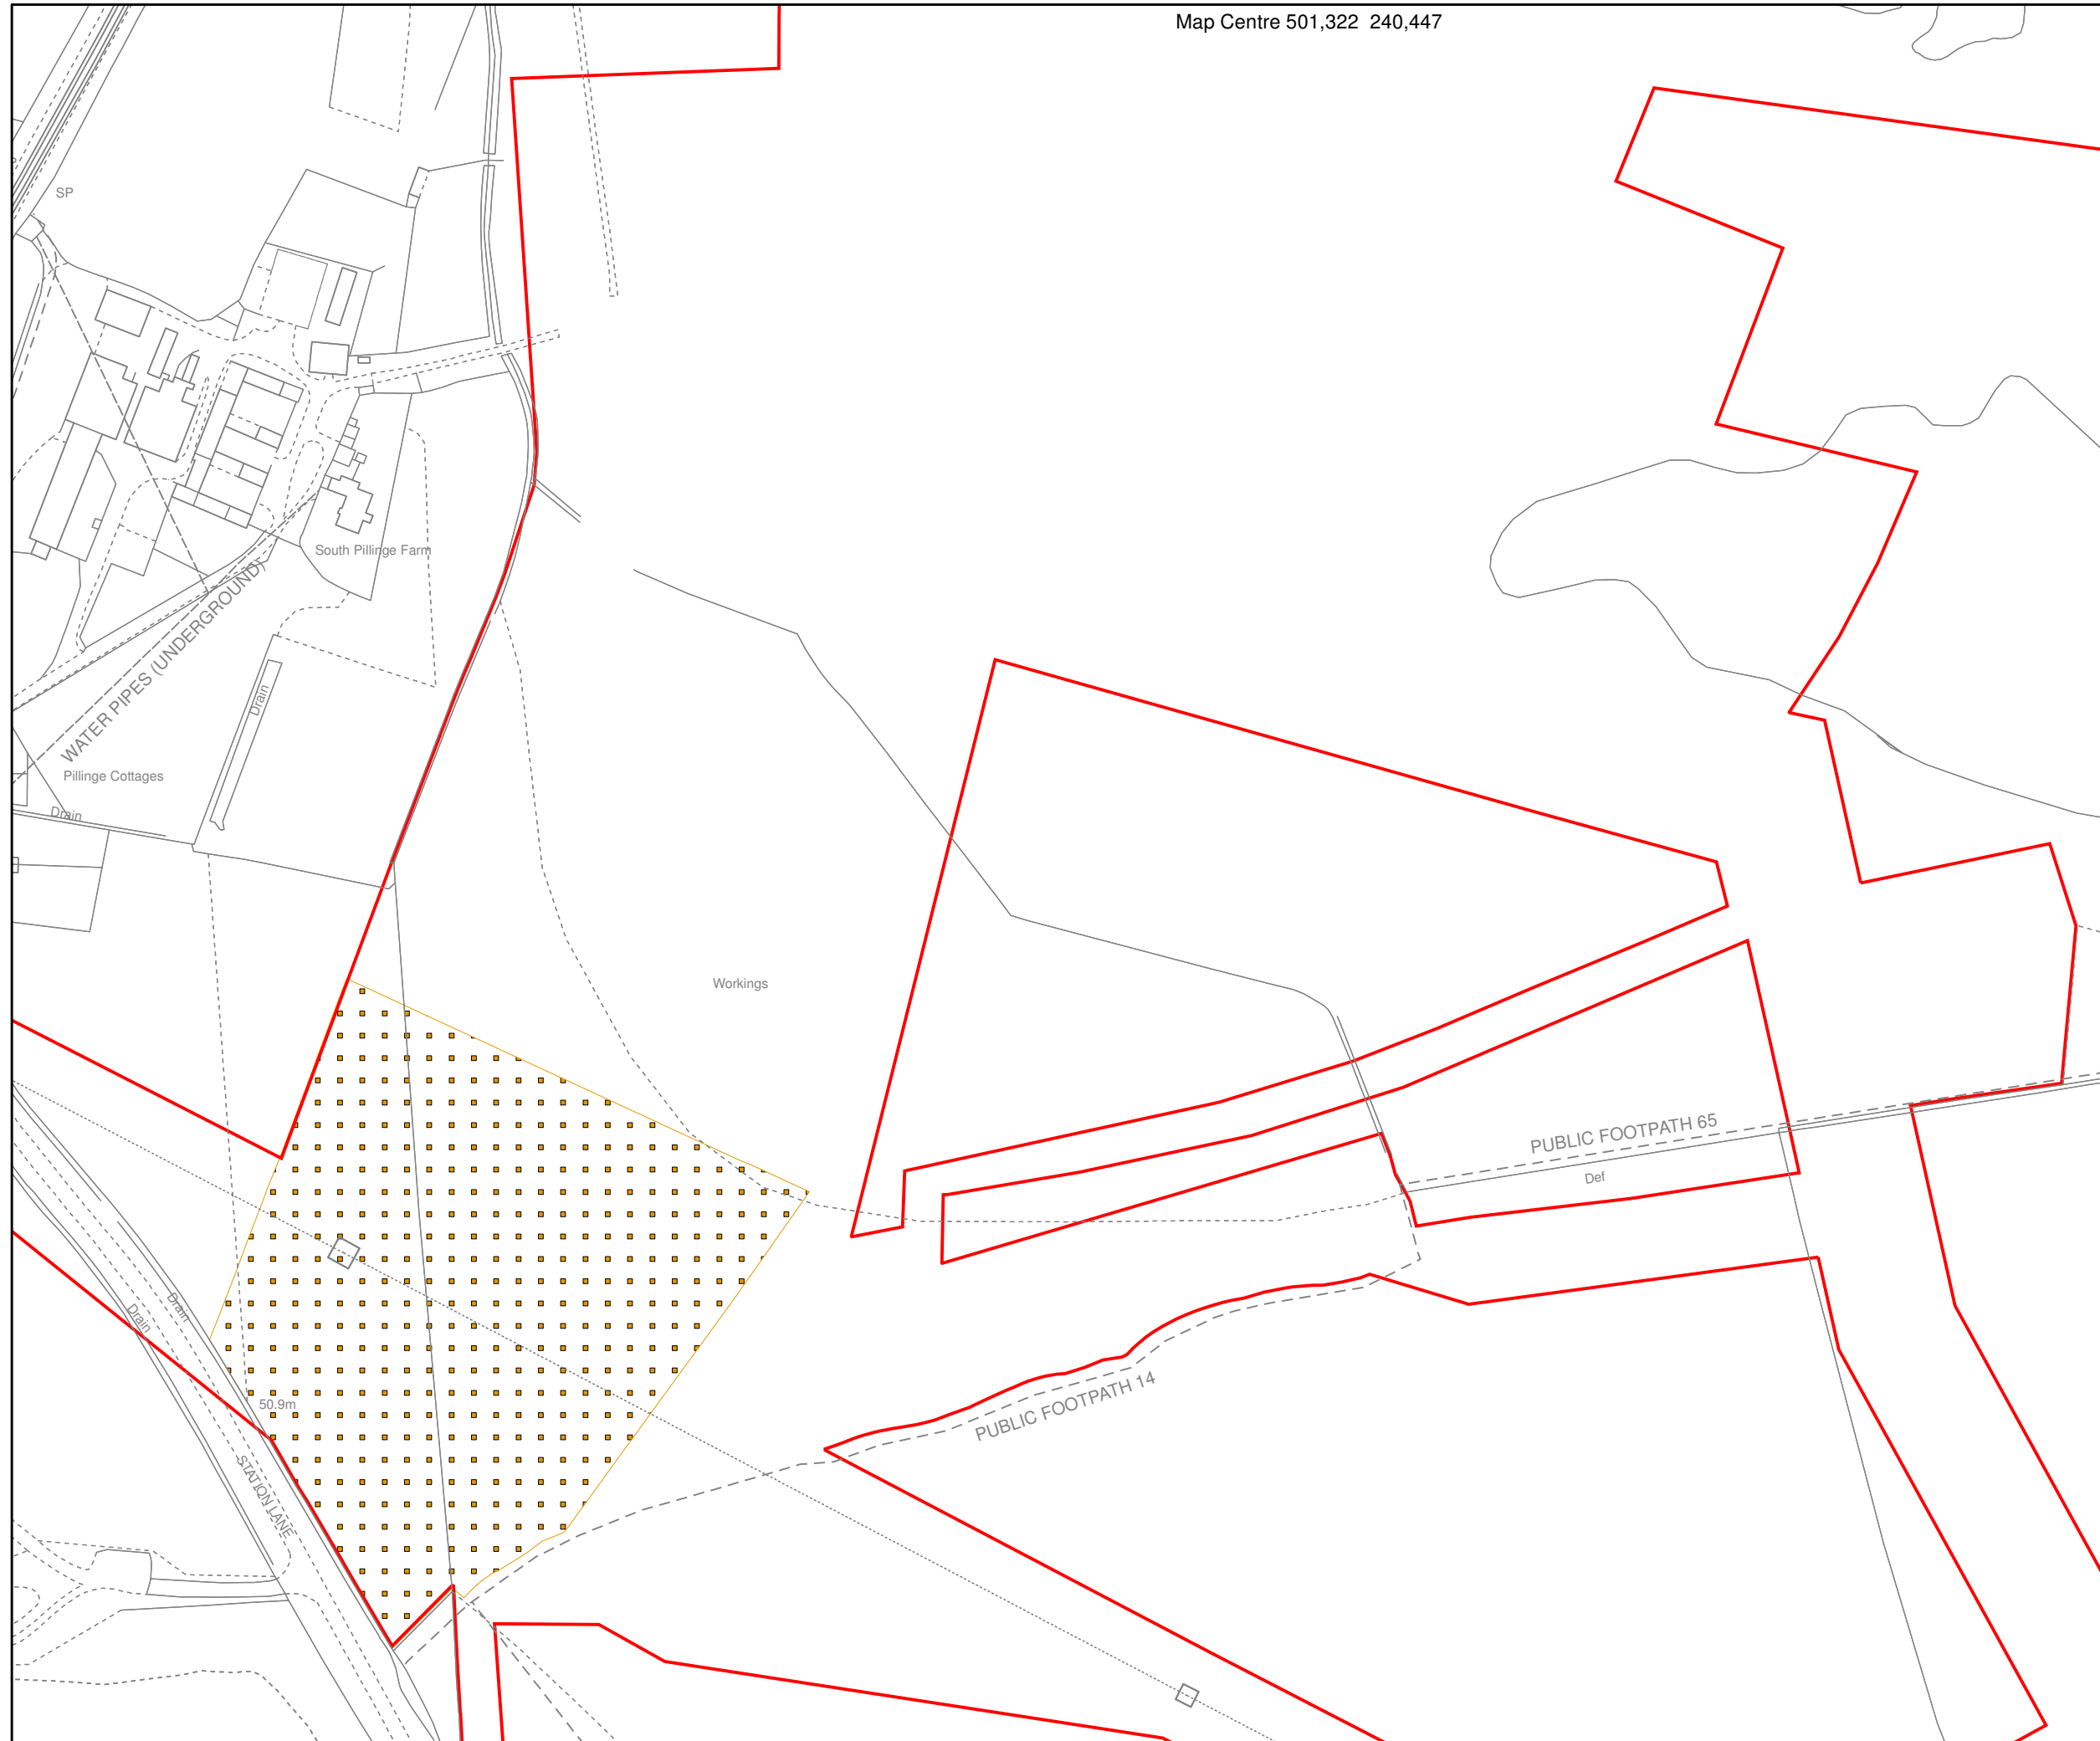 Map Centre 501,322 240,447
SP
South Pillinge Farm
WATER PIPES (UNDERGROUND)
Drain
Pillinge Cottages
Drain
Workings
PUBLIC FOOTPATH 65
Def
Drain
Drain
PUBLIC FOOTPATH 14
50.9m
STATION LANE